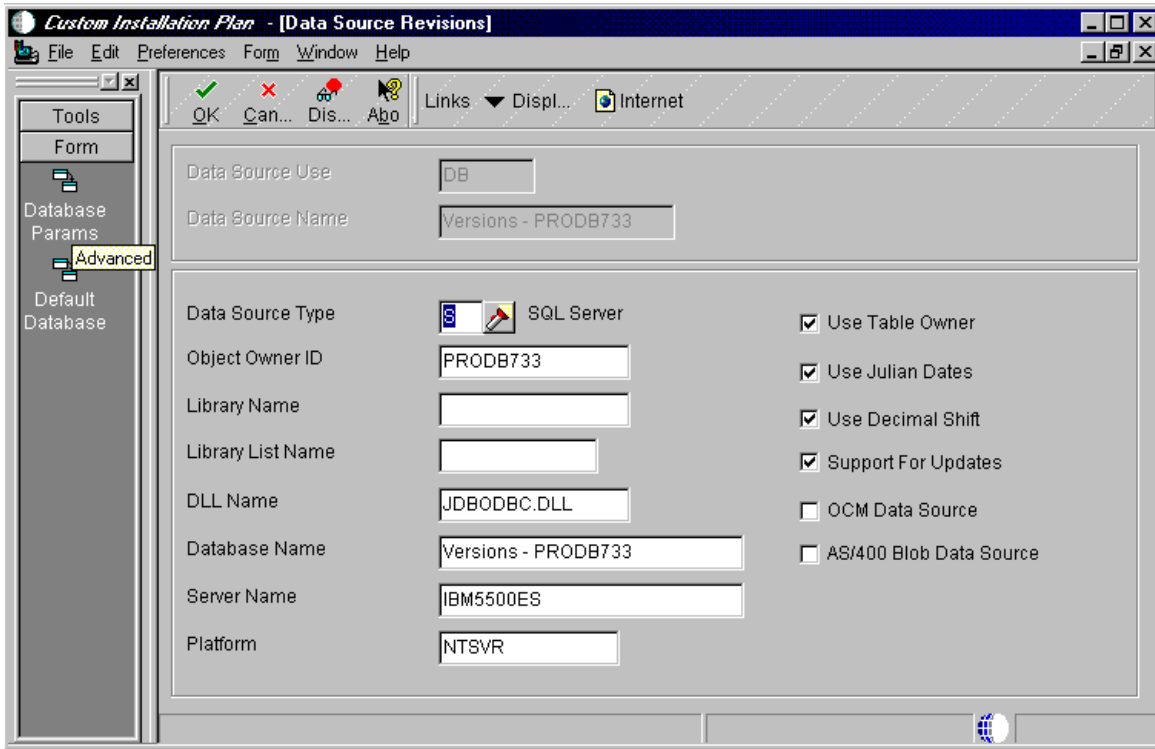 Custom Installation Plan - [Data Source Revisions]
File Edit Preferences Form Window Help
Tools
Form
Database Params
Advanced
Default Database
OK Can... Dis... Abo Links Displ... Internet
Data Source Use DB
Data Source Name Versions - PRODB733
Data Source Type S SQL Server
Object Owner ID PRODB733
Library Name
Library List Name
DLL Name JDBODBC.DLL
Database Name Versions - PRODB733
Server Name IBM5500ES
Platform NTSVR
Use Table Owner
Use Julian Dates
Use Decimal Shift
Support For Updates
OCM Data Source
AS/400 Blob Data Source